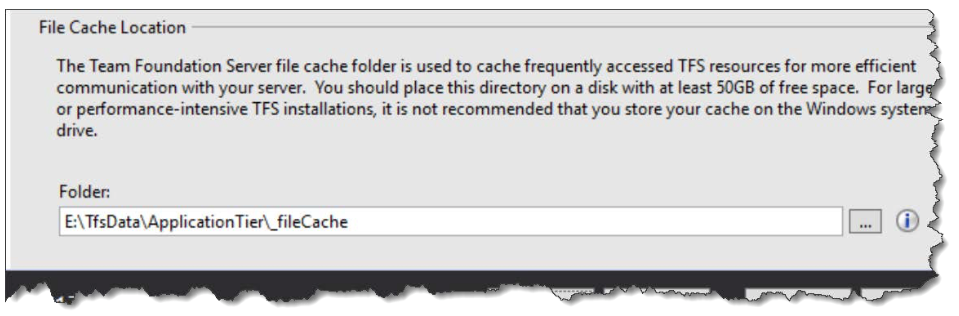 File Cache Location
The Team Foundation Server file cache folder is used to cache frequently accessed TFS resources for more efficient
communication with your server. You should place this directory on a disk with at least 50GB of free space. For large
or performance-intensive TFS installations, it is not recommended that you store your cache on the Windows system
drive.
Folder:
E:\TfsData\ApplicationTier\_fileCache
...